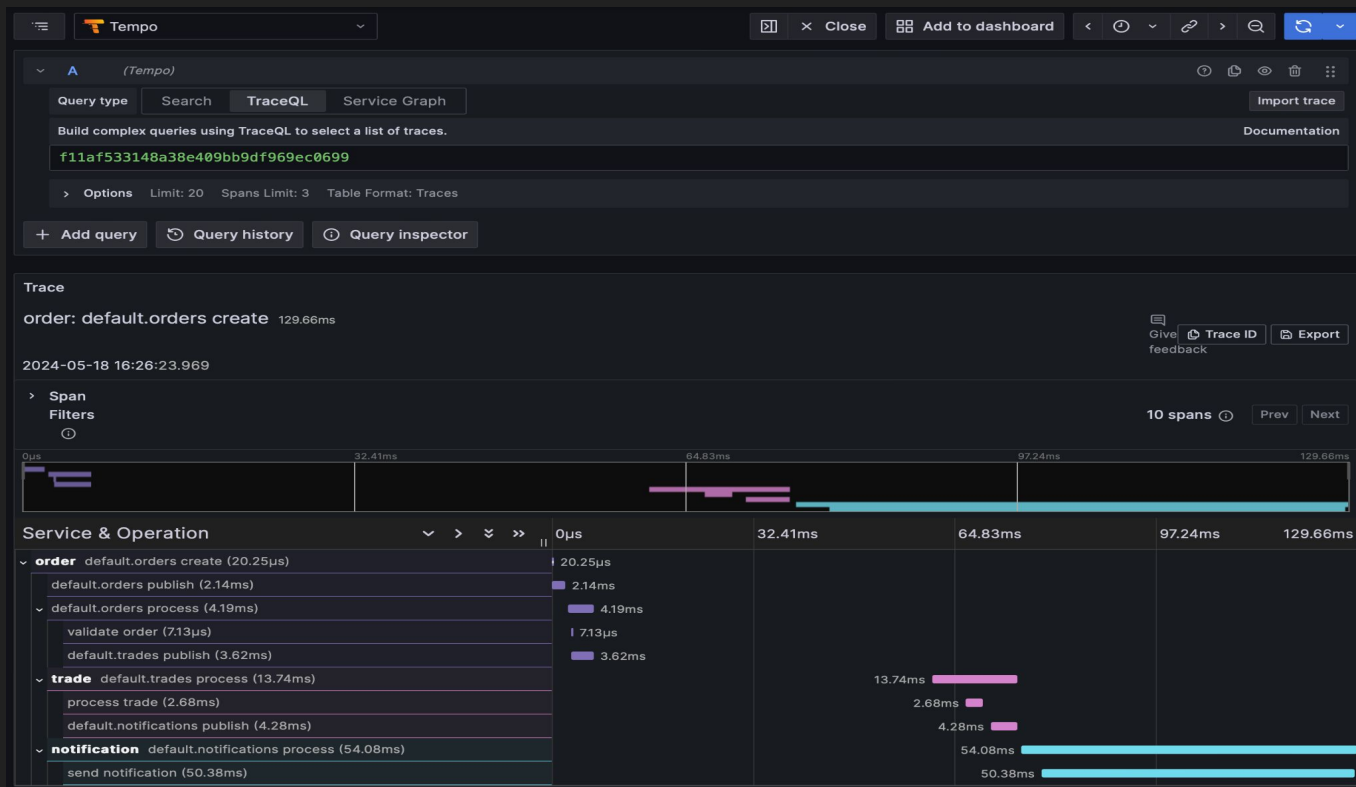 Tempo
Close
Add to dashboard
A (Tempo)
Query type Search TraceQL Service Graph Import trace
Build complex queries using TraceQL to select a list of traces. Documentation
f11af533148a38e409bb9df969ec0699
Options Limit: 20 Spans Limit: 3 Table Format: Traces
+ Add query Query history Query inspector
Trace
order: default.orders create 129.66ms
Give feedback Trace ID Export
2024-05-18 16:26:23.969
Span Filters
10 spans Prev Next
0µs 32.41ms 64.83ms 97.24ms 129.66ms
Service & Operation 0µs 32.41ms 64.83ms 97.24ms 129.66ms
order default.orders create (20.25µs) 20.25µs
default.orders publish (2.14ms) 2.14ms
default.orders process (4.19ms) 4.19ms
validate order (7.13µs) 7.13µs
default.trades publish (3.62ms) 3.62ms
trade default.trades process (13.74ms) 13.74ms
process trade (2.68ms) 2.68ms
default.notifications publish (4.28ms) 4.28ms
notification default.notifications process (54.08ms) 54.08ms
send notification (50.38ms) 50.38ms